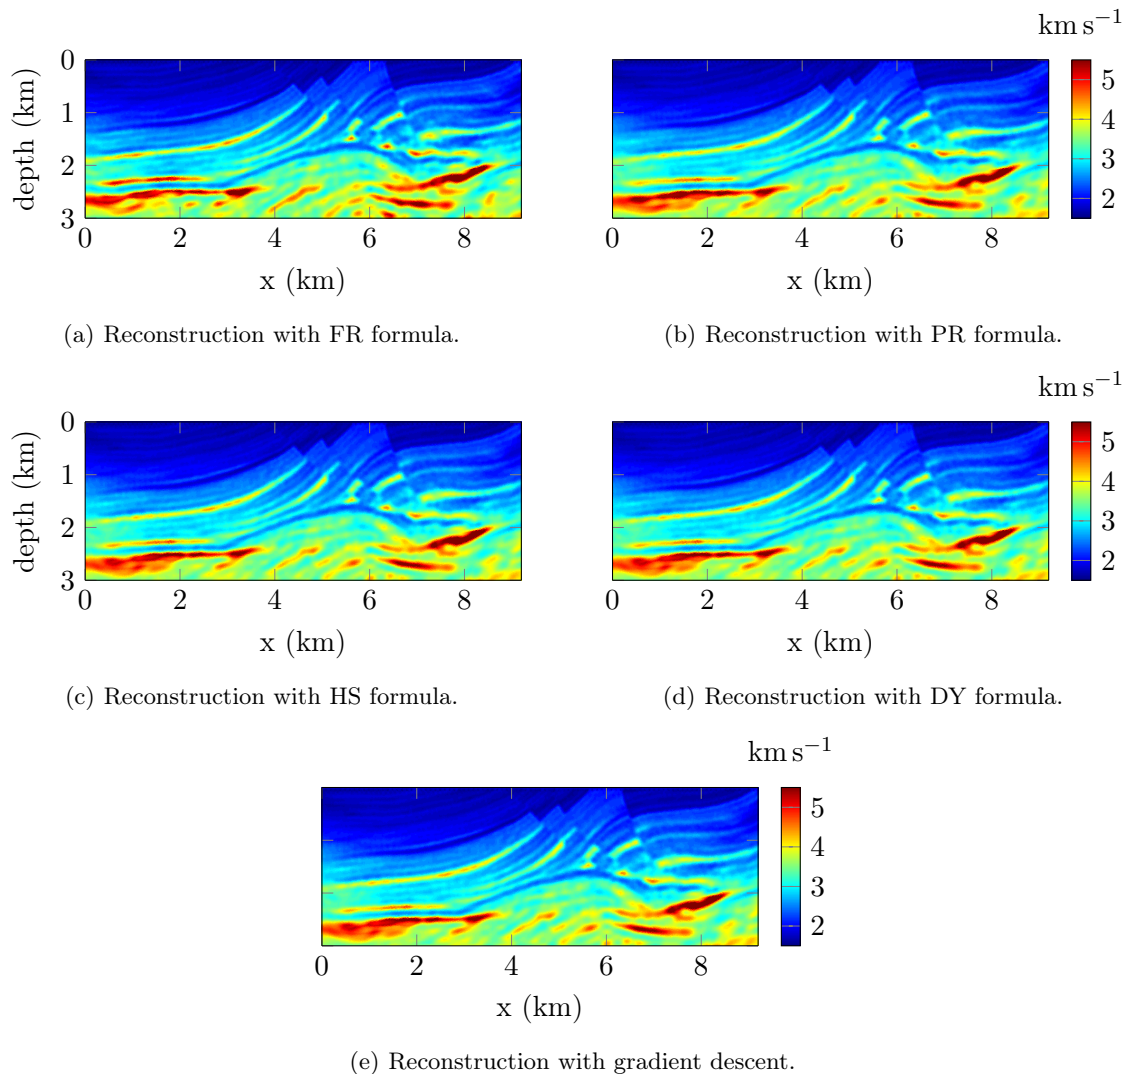 km s⁻¹
0
1
2
3
depth (km)
0 2 4 6 8
x (km)
0 2 4 6 8
x (km)
5
4
3
2
(a) Reconstruction with FR formula.
(b) Reconstruction with PR formula.
km s⁻¹
0
1
2
3
depth (km)
0 2 4 6 8
x (km)
0 2 4 6 8
x (km)
5
4
3
2
(c) Reconstruction with HS formula.
(d) Reconstruction with DY formula.
km s⁻¹
5
4
3
2
0 2 4 6 8
x (km)
(e) Reconstruction with gradient descent.